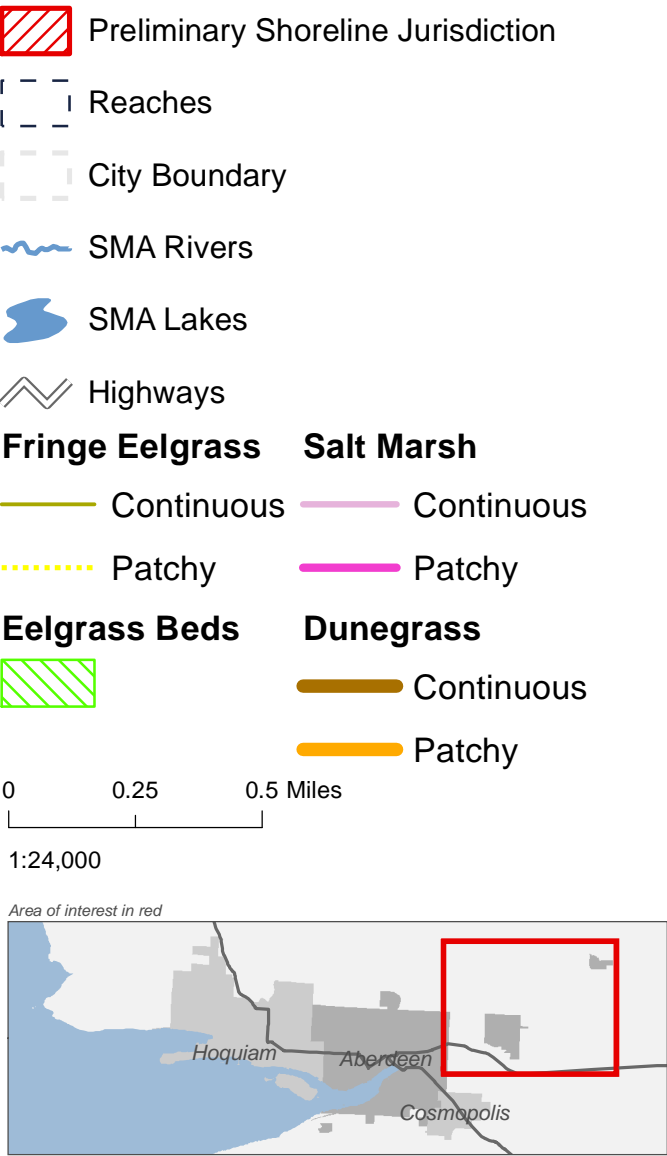 Preliminary Shoreline Jurisdiction
Reaches
City Boundary
SMA Rivers
SMA Lakes
Highways
Fringe Eelgrass
Continuous
Patchy
Salt Marsh
Continuous
Patchy
Eelgrass Beds
Dunegrass
Continuous
Patchy
0 0.25 0.5 Miles
1:24,000
Area of interest in red
Hoquiam
Aberdeen
Cosmopolis